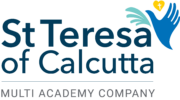 St Teresa
of Calcutta
MULTI ACADEMY COMPANY